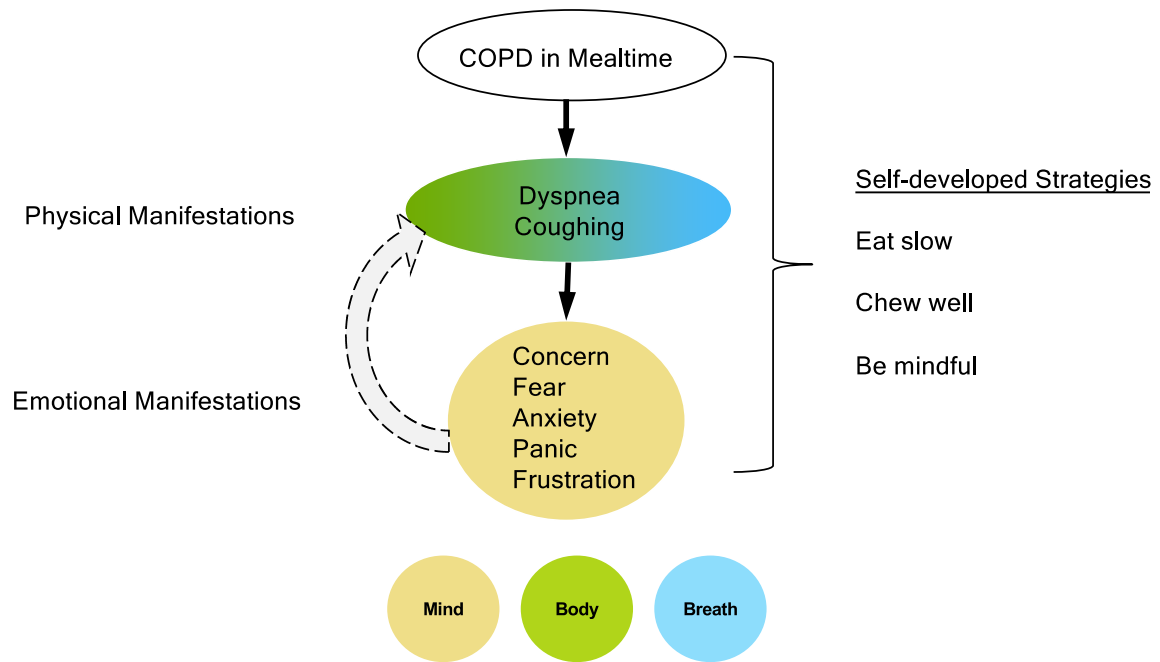 COPD in Mealtime
Physical Manifestations
Dyspnea
Coughing
Emotional Manifestations
Concern
Fear
Anxiety
Panic
Frustration
Self-developed Strategies
Eat slow
Chew well
Be mindful
Mind
Body
Breath